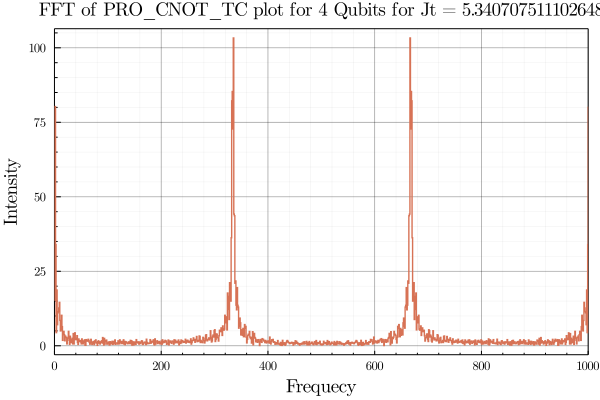 FFT of PRO_CNOT_TC plot for 4 Qubits for Jt = 5.340707511102648
Intensity
100
75
50
25
0
0 200 400 600 800 1000
Frequecy